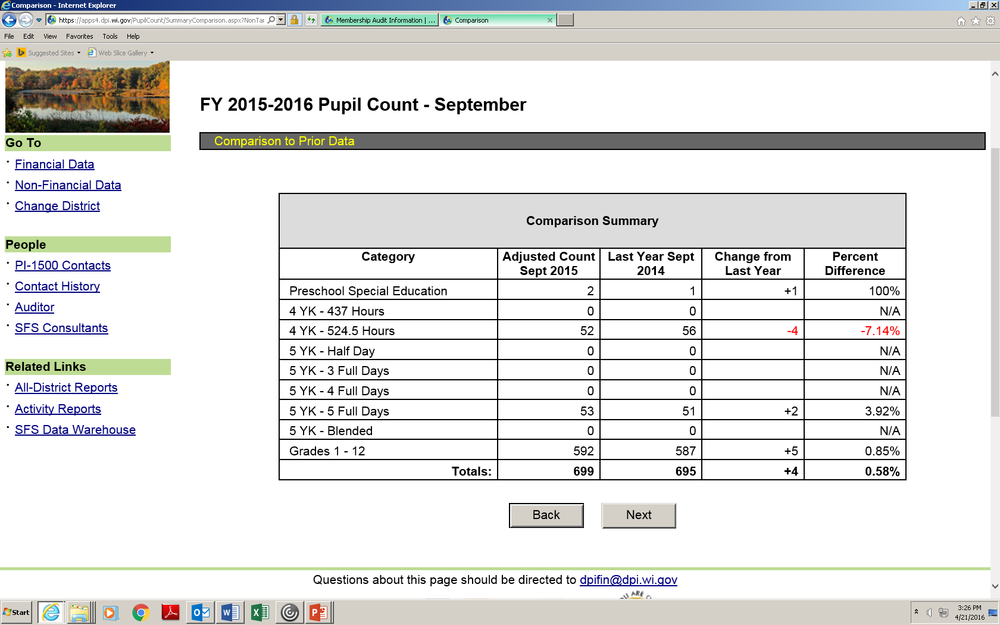 Comparison - Internet Explorer
https://apps4.dpi.wi.gov/PupilCount/SummaryComparison.aspx?NonTar
Membership Audit Information | ...
Comparison
File Edit View Favorites Tools Help
Suggested Sites
Web Slice Gallery
FY 2015-2016 Pupil Count - September
Comparison to Prior Data
Go To
Financial Data
Non-Financial Data
Change District
People
PI-1500 Contacts
Contact History
Auditor
SFS Consultants
Related Links
All-District Reports
Activity Reports
SFS Data Warehouse
Comparison Summary
Category Adjusted Count Sept 2015 Last Year Sept 2014 Change from Last Year Percent Difference
Preschool Special Education 2 1 +1 100%
4 YK - 437 Hours 0 0 N/A
4 YK - 524.5 Hours 52 56 -4 -7.14%
5 YK - Half Day 0 0 N/A
5 YK - 3 Full Days 0 0 N/A
5 YK - 4 Full Days 0 0 N/A
5 YK - 5 Full Days 53 51 +2 3.92%
5 YK - Blended 0 0 N/A
Grades 1 - 12 592 587 +5 0.85%
Totals: 699 695 +4 0.58%
Back Next
Questions about this page should be directed to dpifin@dpi.wi.gov
Start
3:26 PM
4/21/2016